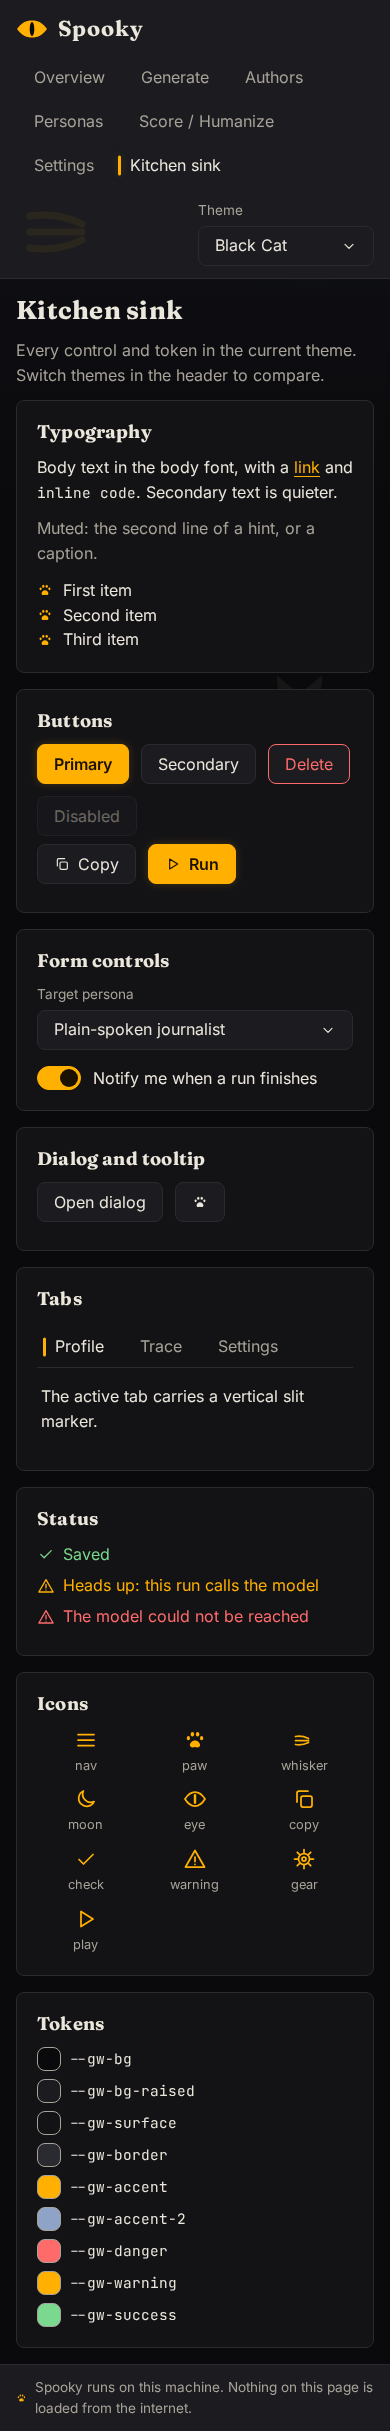 Spooky
Overview Generate Authors
Personas Score / Humanize
Settings Kitchen sink
Theme
Black Cat
Kitchen sink
Every control and token in the current theme.
Switch themes in the header to compare.
Typography
Body text in the body font, with a link and
inline code. Secondary text is quieter.
Muted: the second line of a hint, or a
caption.
First item
Second item
Third item
Buttons
Primary Secondary Delete
Disabled
Copy Run
Form controls
Target persona
Plain-spoken journalist
Notify me when a run finishes
Dialog and tooltip
Open dialog
Tabs
Profile Trace Settings
The active tab carries a vertical slit
marker.
Status
Saved
Heads up: this run calls the model
The model could not be reached
Icons
nav paw whisker
moon eye copy
check warning gear
play
Tokens
--gw-bg
--gw-bg-raised
--gw-surface
--gw-border
--gw-accent
--gw-accent-2
--gw-danger
--gw-warning
--gw-success
Spooky runs on this machine. Nothing on this page is
loaded from the internet.